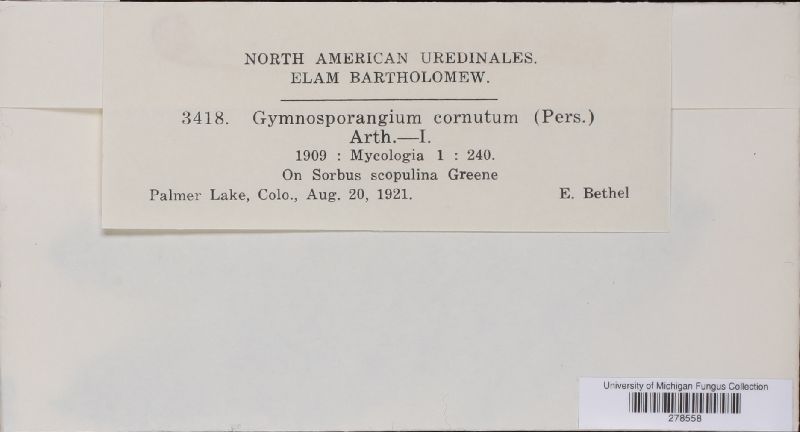 NORTH AMERICAN UREDINALES.
ELAM BARTHOLOMEW.
3418. Gymnosporangium cornutum (Pers.)
Arth.—I.
1909 : Mycologia 1 : 240.
On Sorbus scopulina Greene
Palmer Lake, Colo., Aug. 20, 1921. E. Bethel
University of Michigan Fungus Collection
278558